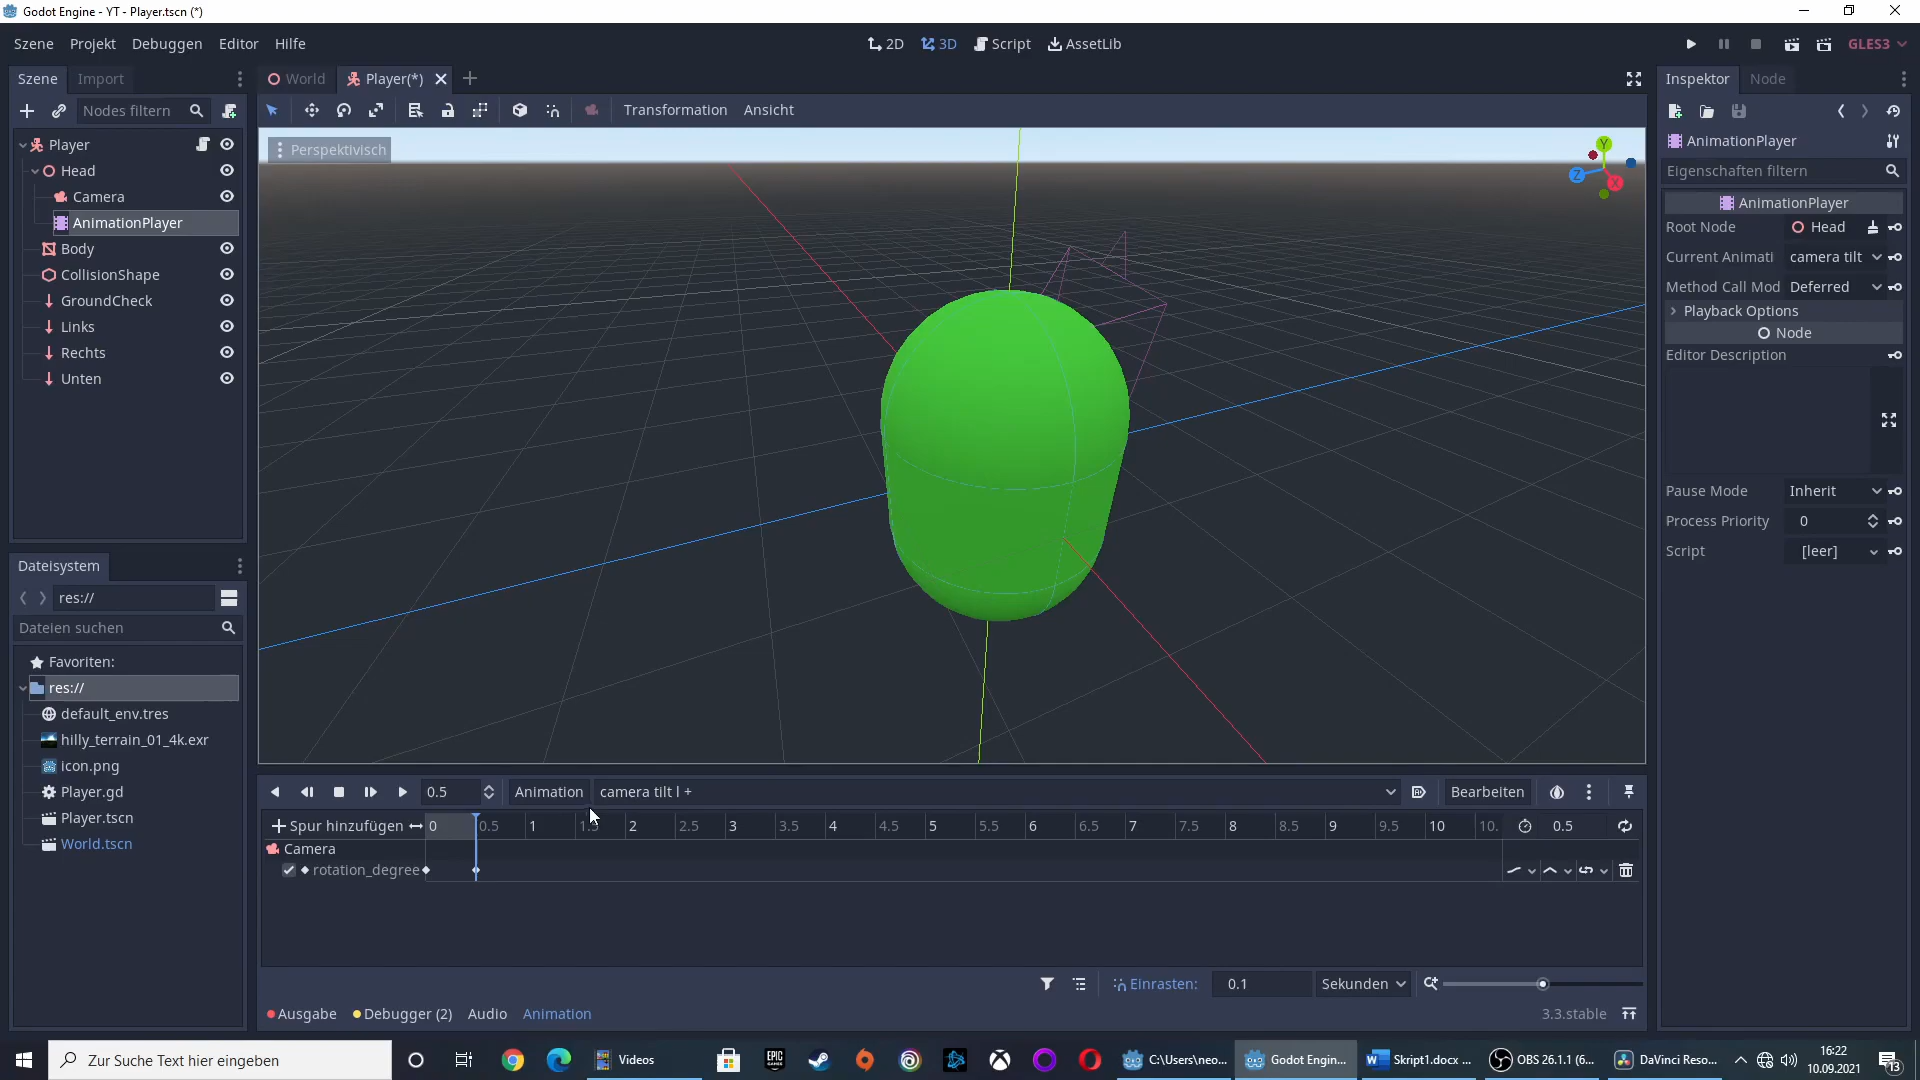 Godot Engine - YT - Player.tscn (*)
Szene Projekt Debuggen Editor Hilfe
2D 3D Script AssetLib
GLES3
Szene Import
World Player(*)
Inspektor Node
Nodes filtern
Transformation Ansicht
Player
Head
Camera
AnimationPlayer
Body
CollisionShape
GroundCheck
Links
Rechts
Unten
Perspektivisch
Y
Z
X
AnimationPlayer
Eigenschaften filtern
AnimationPlayer
Root Node Head
Current Animati camera tilt
Method Call Mod Deferred
Playback Options
Node
Editor Description
Pause Mode Inherit
Process Priority 0
Script [leer]
Dateisystem
res://
Dateien suchen
Favoriten:
res://
default_env.tres
hilly_terrain_01_4k.exr
icon.png
Player.gd
Player.tscn
World.tscn
0.5 Animation camera tilt l + Bearbeiten
Spur hinzufügen 0 0.5 1 1.5 2 2.5 3 3.5 4 4.5 5 5.5 6 6.5 7 7.5 8 8.5 9 9.5 10 10. 0.5
Camera
rotation_degree
Einrasten: 0.1 Sekunden
Ausgabe Debugger (2) Audio Animation 3.3.stable
Zur Suche Text hier eingeben
Videos
EPIC GAMES
C:\Users\neo...
Godot Engin...
Skript1.docx ...
OBS 26.1.1 (6...
DaVinci Reso...
16:22
10.09.2021
13